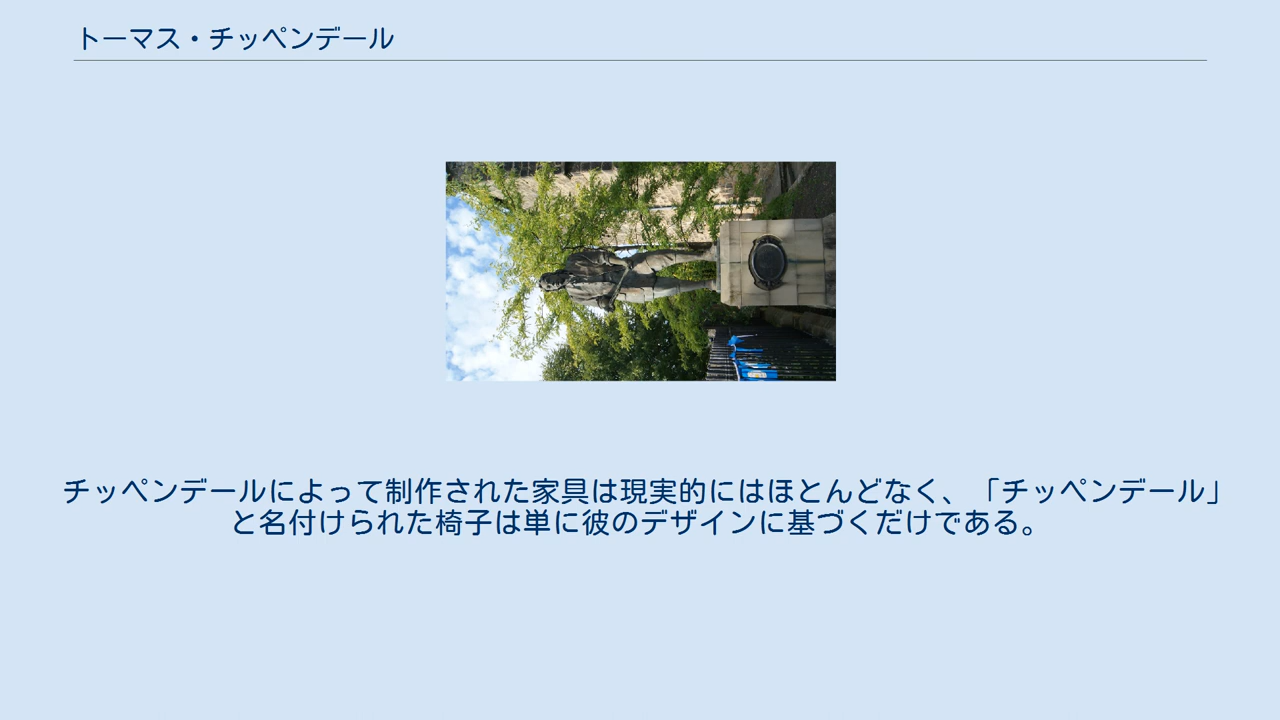 トーマス・チッペンデール
チッペンデールによって制作された家具は現実的にはほとんどなく、「チッペンデール」
と名付けられた椅子は単に彼のデザインに基づくだけである。